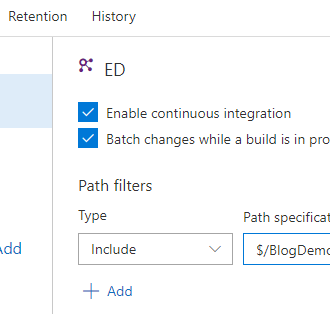 Retention History
ED
Enable continuous integration
Batch changes while a build is in pro
Path filters
Type Path specificat
Include $/BlogDemo
Add Add